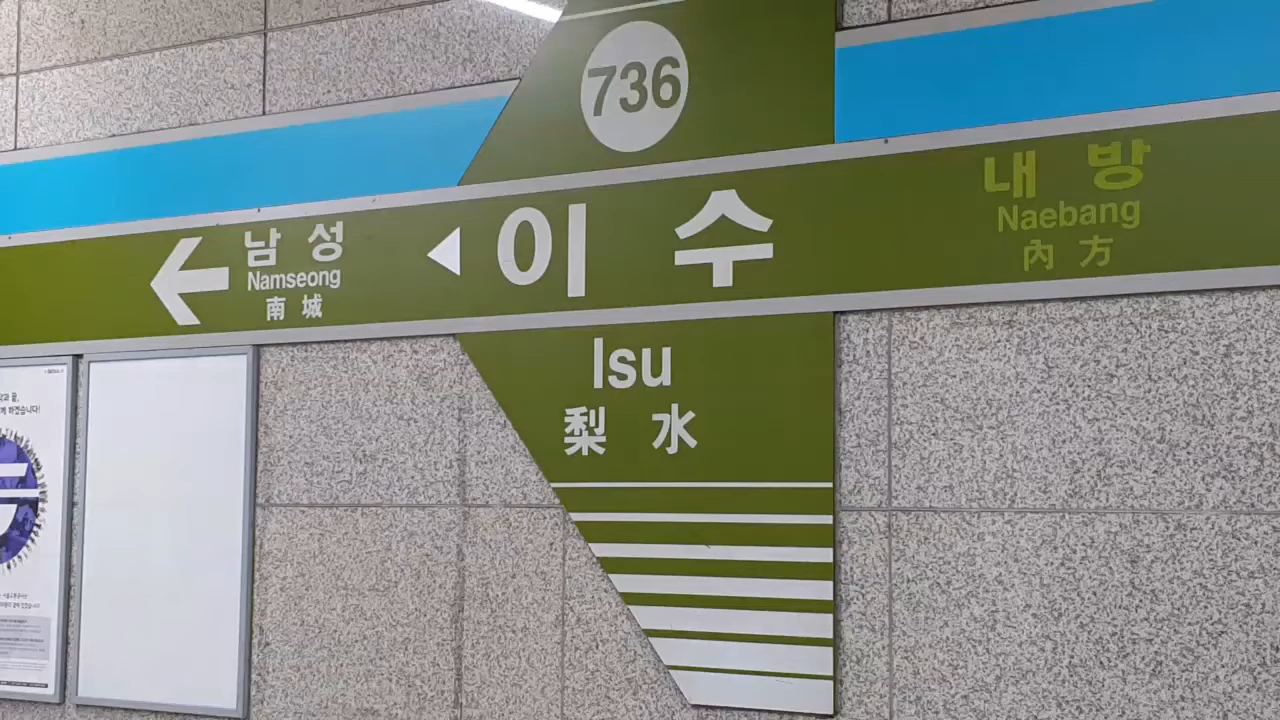 736
남 성
Namseong
南 城
이 수
Isu
梨 水
내 방
Naebang
內 方